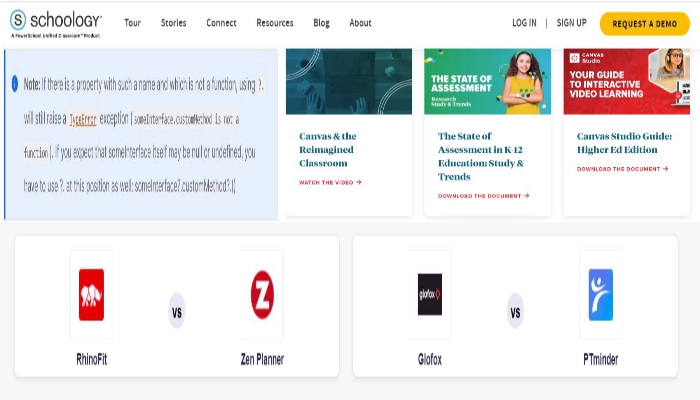 schoology®
A PowerSchool Unified Classroom™ Product
Tour
Stories
Connect
Resources
Blog
About
LOG IN | SIGN UP
REQUEST A DEMO
Note: If there is a property with such a name and which is not a function, using ?.
will still raise a TypeError exception (someInterface.customMethod is not a
function). If you expect that someInterface itself may be null or undefined, you
have to use ?. at this position as well: someInterface?.customMethod?.()
Canvas & the
Reimagined
Classroom
WATCH THE VIDEO →
THE STATE OF
ASSESSMENT
Research
Study & Trends
The State of
Assessment in K-12
Education: Study &
Trends
DOWNLOAD THE DOCUMENT →
CANVAS
Studio
YOUR GUIDE
TO INTERACTIVE
VIDEO LEARNING
Canvas Studio Guide:
Higher Ed Edition
DOWNLOAD THE DOCUMENT →
RhinoFit
VS
Z
Zen Planner
glofox
Glofox
VS
PTminder